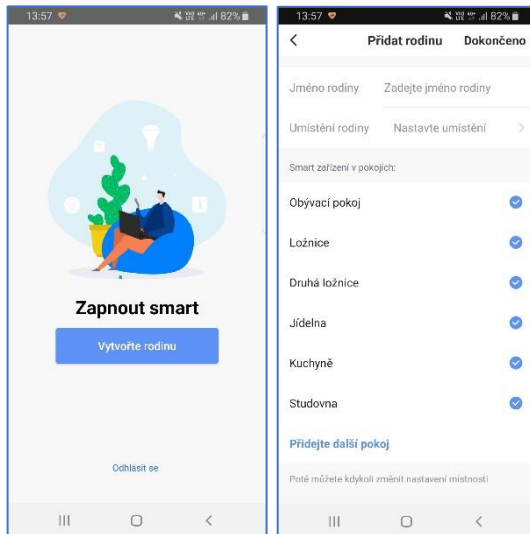 13:57
82%
Zapnout smart
Vytvořte rodinu
Odhlásit se
13:57
82%
Přidat rodinu Dokončeno
Jméno rodiny Zadejte jméno rodiny
Umístění rodiny Nastavte umístění
Smart zařízení v pokojích:
Obývací pokoj
Ložnice
Druhá ložnice
Jídelna
Kuchyně
Studovna
Přidejte další pokoj
Poté můžete kdykoli změnit nastavení místnosti